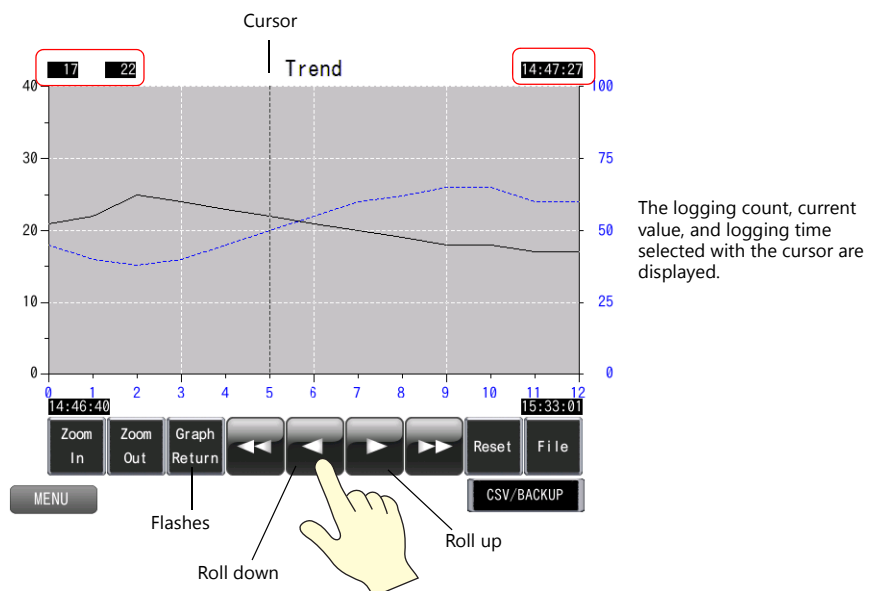 Cursor
17 22 Trend 14:47:27
40 100
30 75
20 50
10 25
0 0
0 1 2 3 4 5 6 7 8 9 10 11 12
14:46:40 15:33:01
Zoom In
Zoom Out
Graph Return
Reset
File
MENU
CSV/BACKUP
Flashes
Roll up
Roll down
The logging count, current
value, and logging time
selected with the cursor are
displayed.